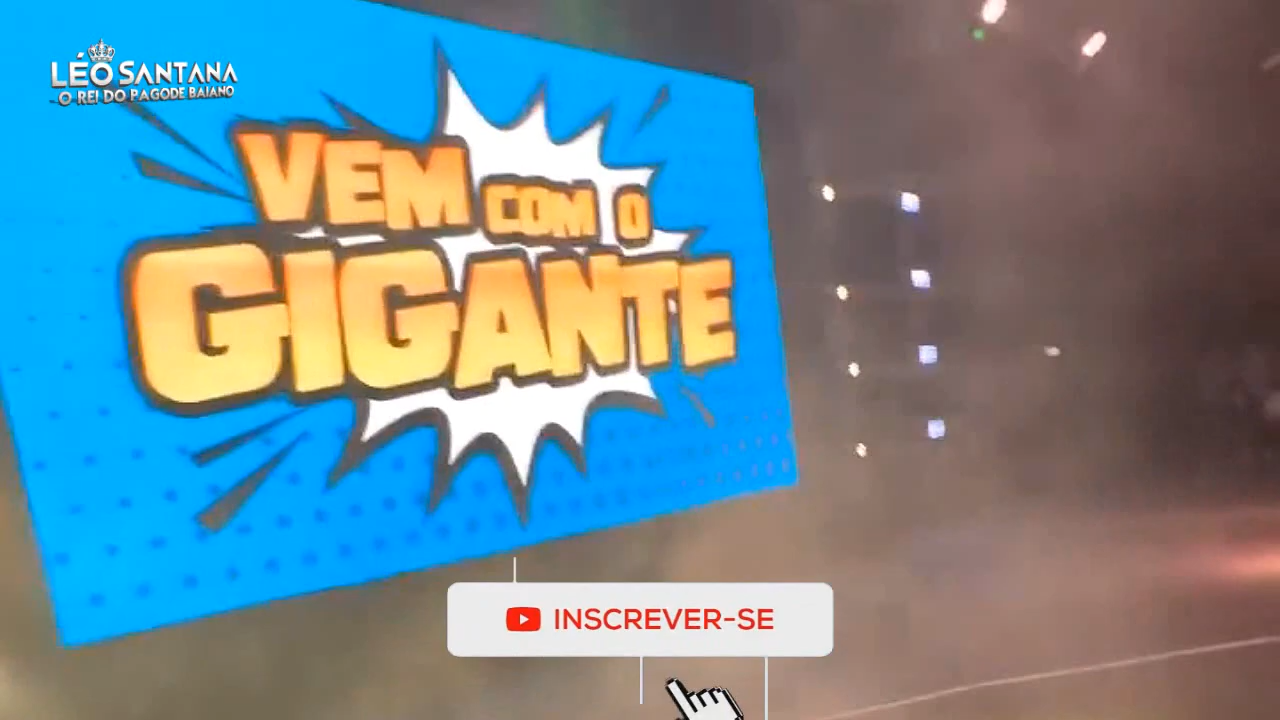 LÉO SANTANA
O REI DO PAGODE BAIANO
VEM COM O
GIGANTE
INSCREVER-SE